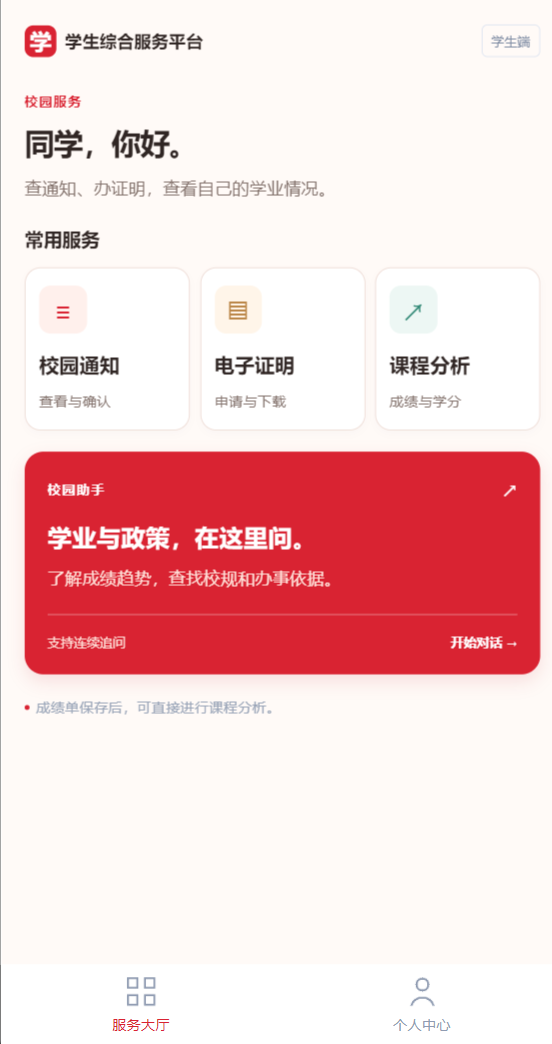 学 学生综合服务平台 学生端
校园服务
同学，你好。
查通知、办证明，查看自己的学业情况。
常用服务
校园通知 电子证明 课程分析
查看与确认 申请与下载 成绩与学分
校园助手
学业与政策，在这里问。
了解成绩趋势，查找校规和办事依据。
支持连续追问 开始对话 →
成绩单保存后，可直接进行课程分析。
服务大厅 个人中心